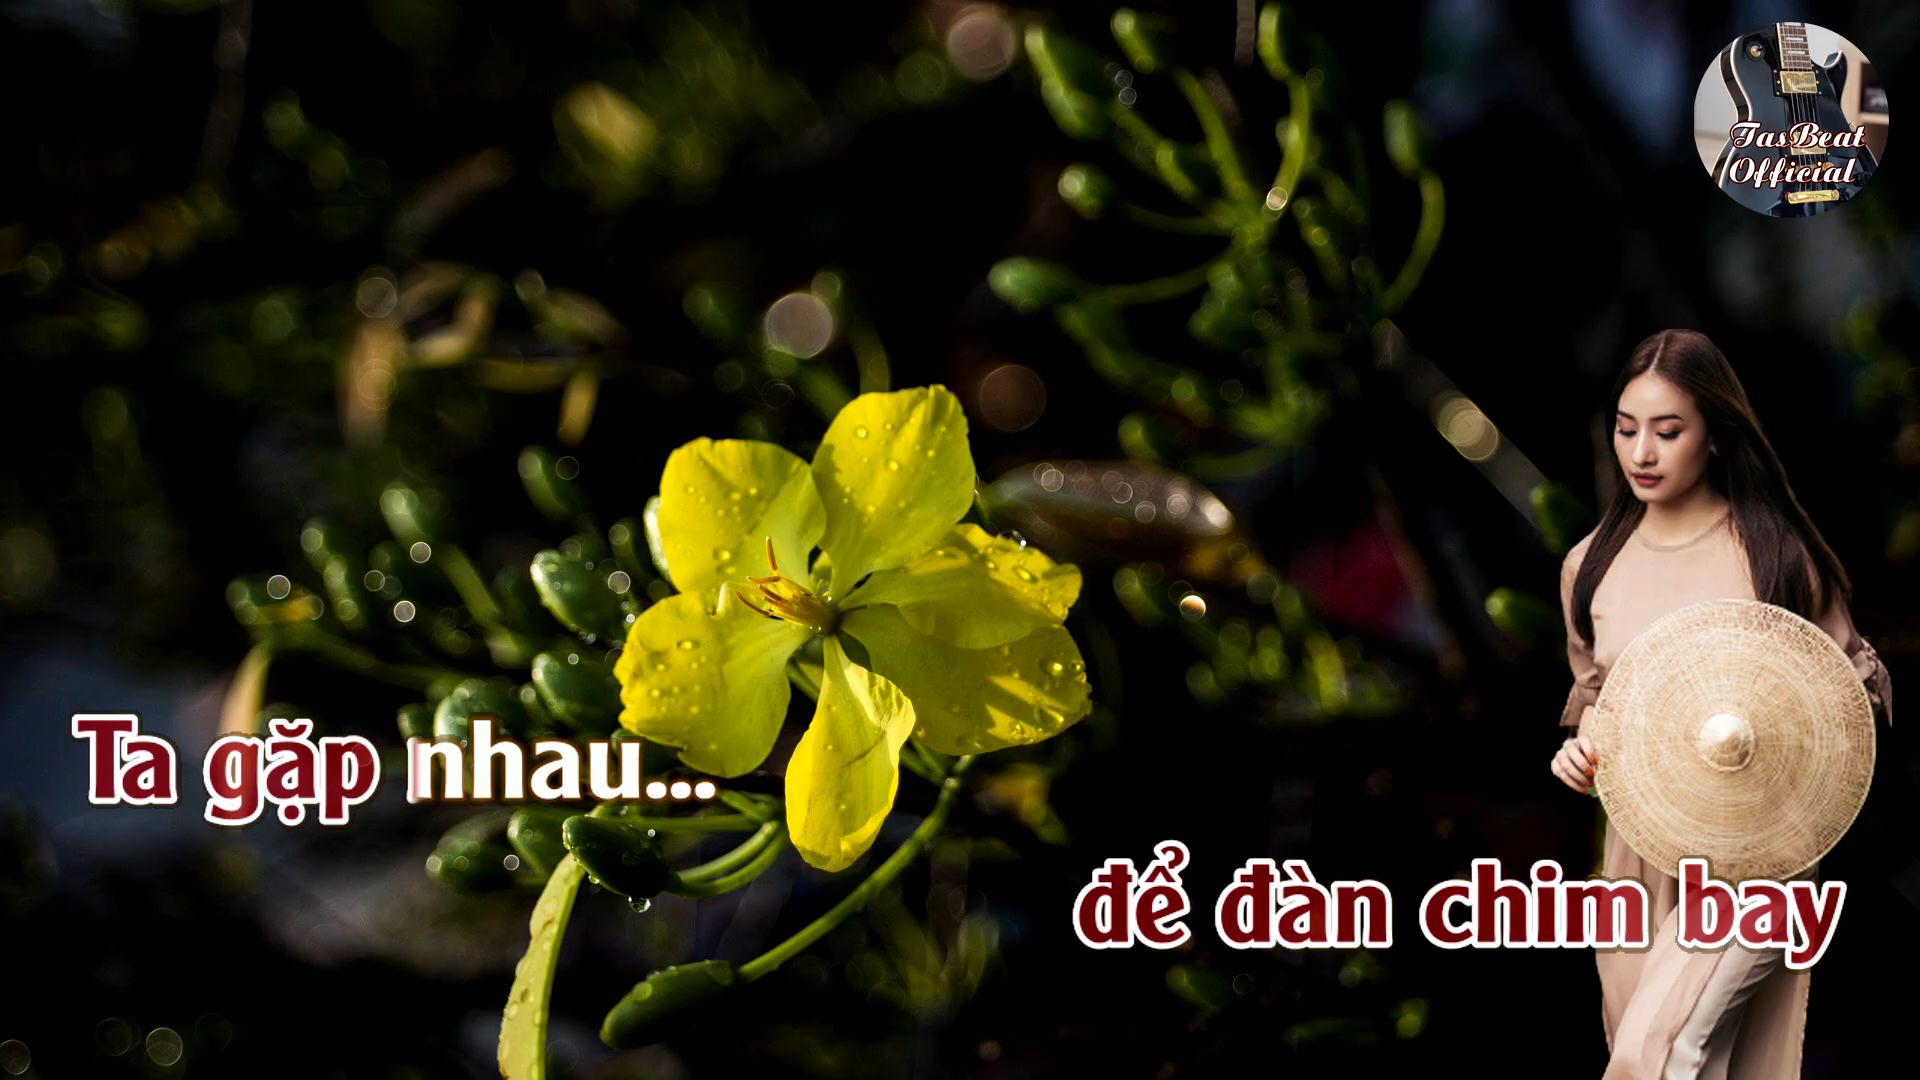 TasBeat
Official
Ta gặp nhau...
để đàn chim bay